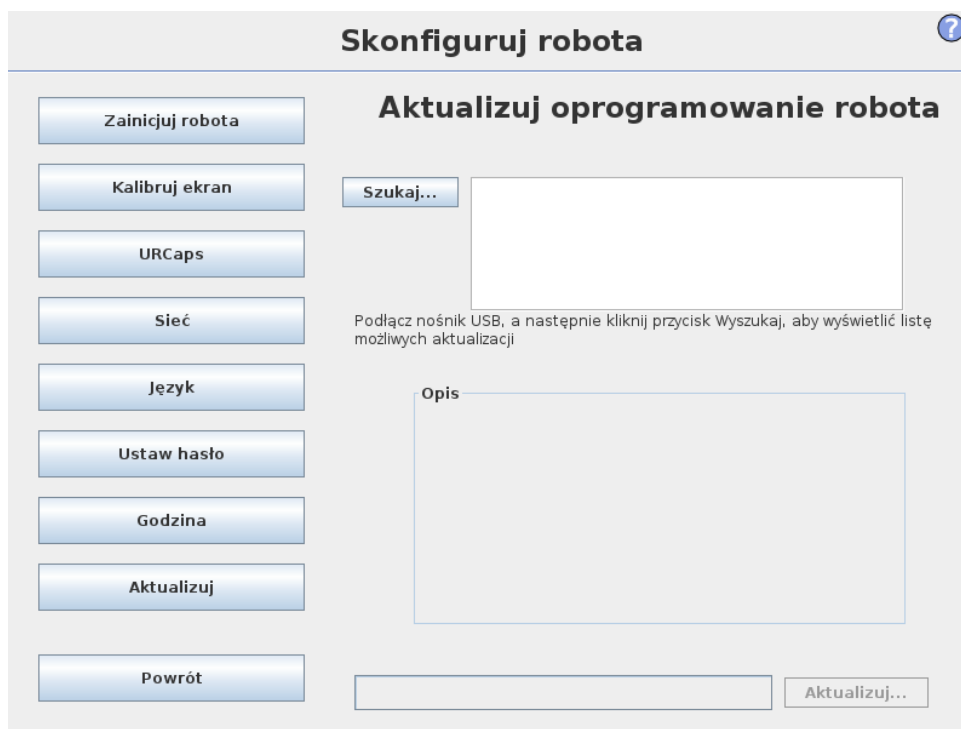 Skonfiguruj robota
?
Zainicjuj robota
Kalibruj ekran
URCaps
Sieć
Język
Ustaw hasło
Godzina
Aktualizuj
Powrót
Aktualizuj oprogramowanie robota
Szukaj...
Podłącz nośnik USB, a następnie kliknij przycisk Wyszukaj, aby wyświetlić listę
możliwych aktualizacji
Opis
Aktualizuj...